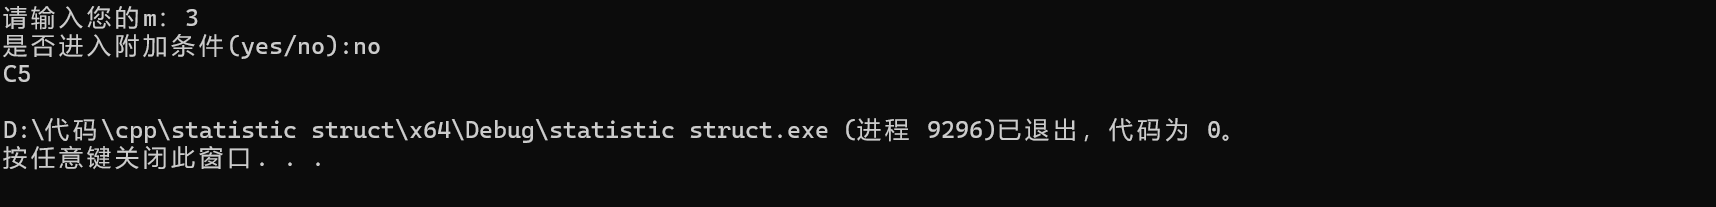 请输入您的m：3
是否进入附加条件(yes/no):no
C5
D:\代码\cpp\statistic struct\x64\Debug\statistic struct.exe (进程 9296)已退出，代码为 0。
按任意键关闭此窗口. . .